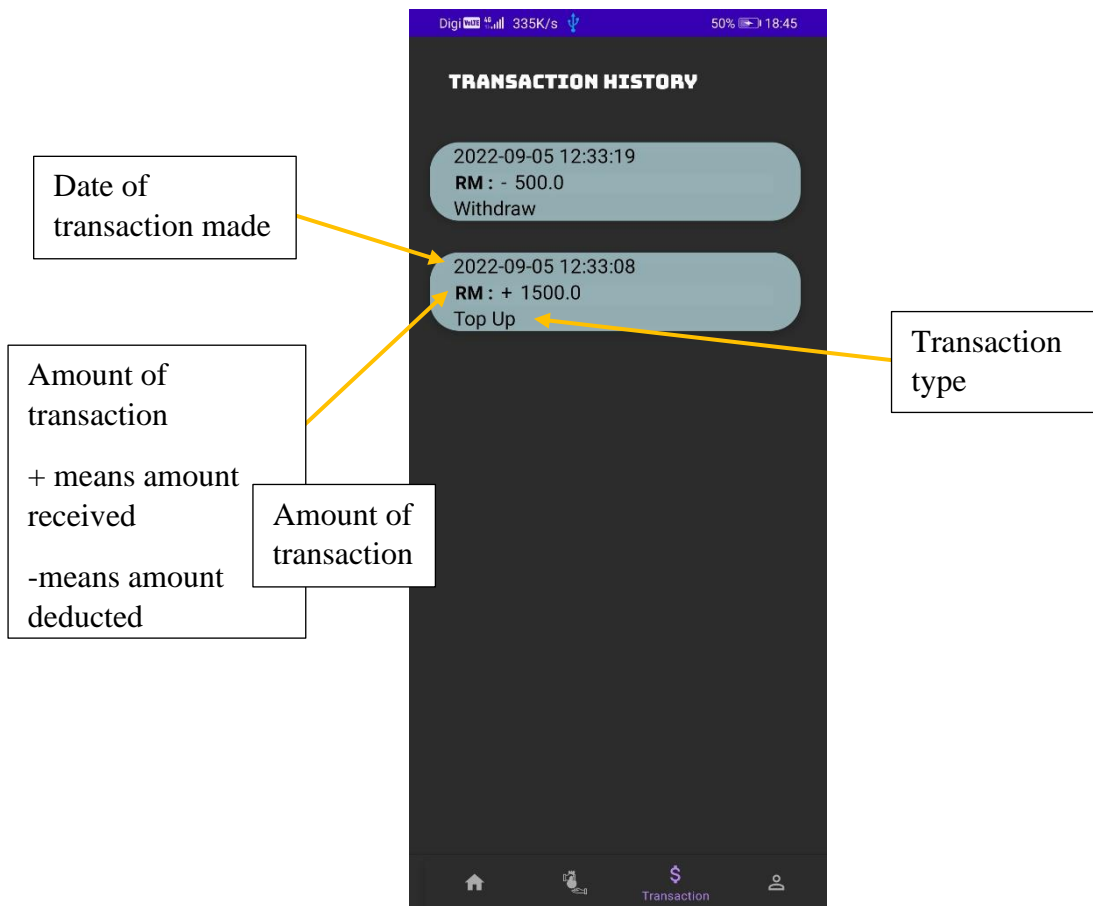 Digi VoLTE 4G 335K/s 50% 18:45
TRANSACTION HISTORY
2022-09-05 12:33:19
RM : - 500.0
Withdraw
Date of
transaction made
2022-09-05 12:33:08
RM : + 1500.0
Top Up
Transaction
type
Amount of
transaction
+ means amount
received
-means amount
deducted
Amount of
transaction
$
Transaction